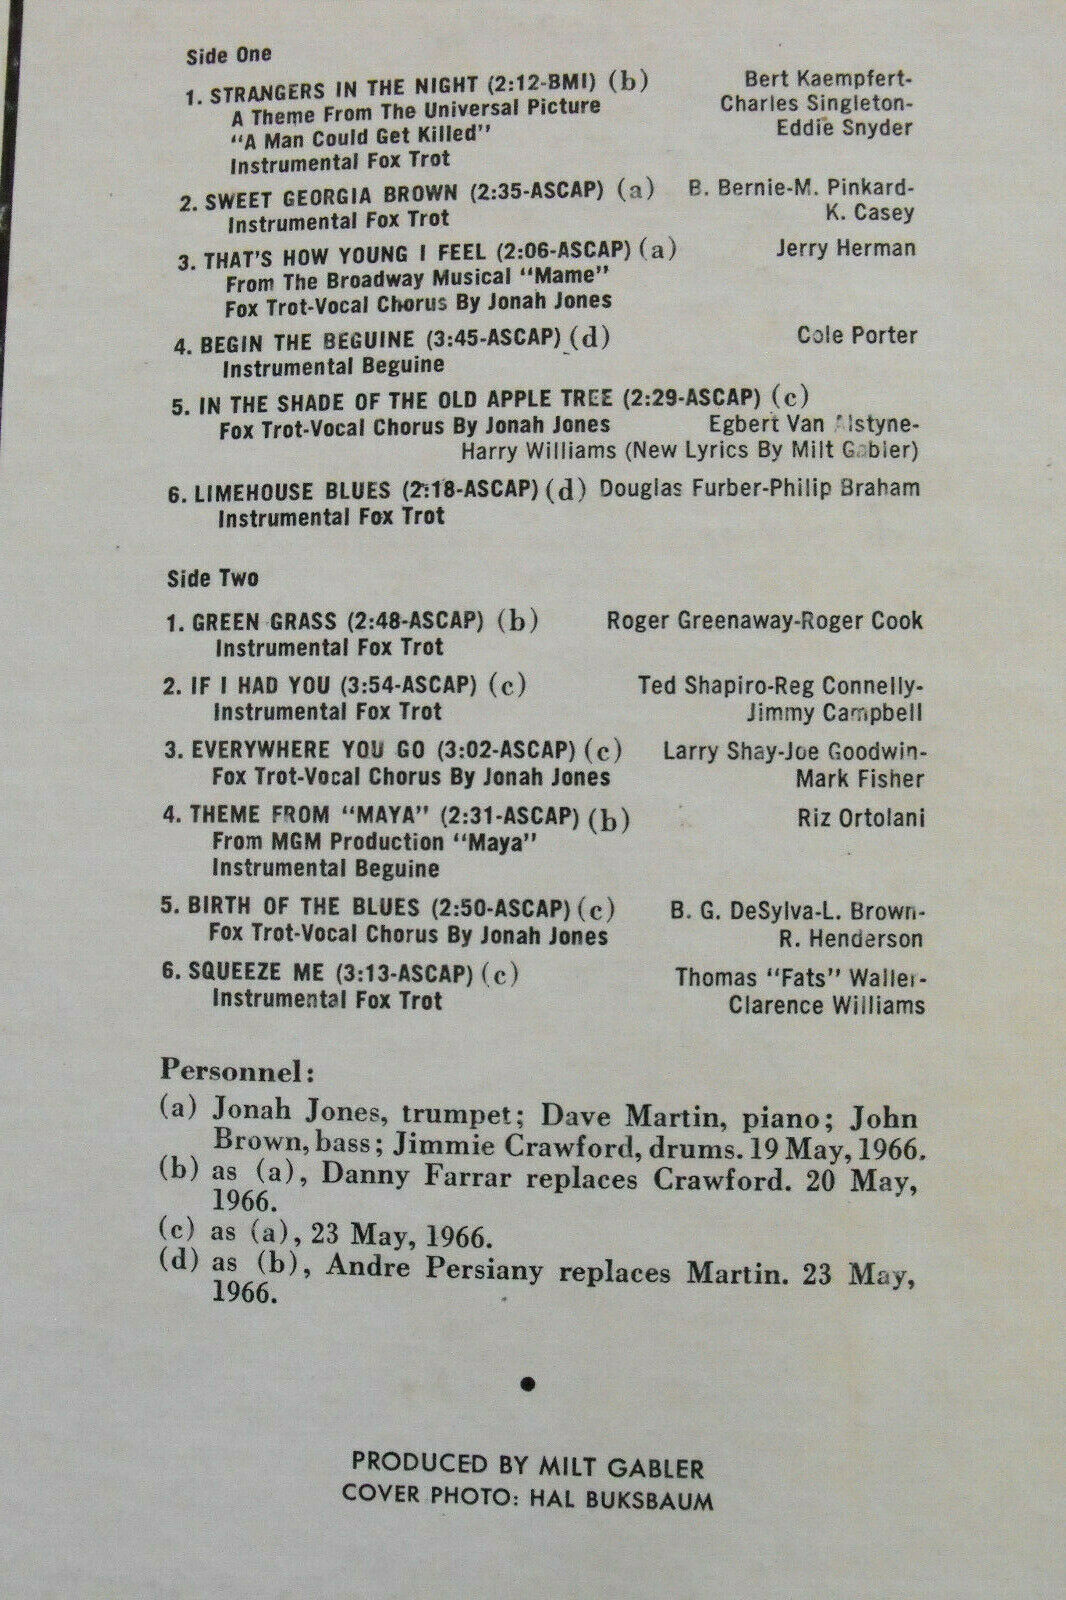 Side One
1. STRANGERS IN THE NIGHT (2:12-BMI) (b) Bert Kaempfert-
A Theme From The Universal Picture Charles Singleton-
"A Man Could Get Killed" Eddie Snyder
Instrumental Fox Trot
2. SWEET GEORGIA BROWN (2:35-ASCAP) (a) B. Bernie-M. Pinkard-
Instrumental Fox Trot K. Casey
3. THAT'S HOW YOUNG I FEEL (2:06-ASCAP) (a) Jerry Herman
From The Broadway Musical "Mame"
Fox Trot-Vocal Chorus By Jonah Jones
4. BEGIN THE BEGUINE (3:45-ASCAP) (d) Cole Porter
Instrumental Beguine
5. IN THE SHADE OF THE OLD APPLE TREE (2:29-ASCAP) (c)
Fox Trot-Vocal Chorus By Jonah Jones Egbert Van Alstyne-
Harry Williams (New Lyrics By Milt Gabler)
6. LIMEHOUSE BLUES (2:18-ASCAP) (d) Douglas Furber-Philip Braham
Instrumental Fox Trot
Side Two
1. GREEN GRASS (2:48-ASCAP) (b) Roger Greenaway-Roger Cook
Instrumental Fox Trot
2. IF I HAD YOU (3:54-ASCAP) (c) Ted Shapiro-Reg Connelly-
Instrumental Fox Trot Jimmy Campbell
3. EVERYWHERE YOU GO (3:02-ASCAP) (c) Larry Shay-Joe Goodwin-
Fox Trot-Vocal Chorus By Jonah Jones Mark Fisher
4. THEME FROM "MAYA" (2:31-ASCAP) (b) Riz Ortolani
From MGM Production "Maya"
Instrumental Beguine
5. BIRTH OF THE BLUES (2:50-ASCAP) (c) B. G. DeSylva-L. Brown-
Fox Trot-Vocal Chorus By Jonah Jones R. Henderson
6. SQUEEZE ME (3:13-ASCAP) (c) Thomas "Fats" Waller-
Instrumental Fox Trot Clarence Williams
Personnel:
(a) Jonah Jones, trumpet; Dave Martin, piano; John
Brown, bass; Jimmie Crawford, drums. 19 May, 1966.
(b) as (a), Danny Farrar replaces Crawford. 20 May,
1966.
(c) as (a), 23 May, 1966.
(d) as (b), Andre Persiany replaces Martin. 23 May,
1966.
PRODUCED BY MILT GABLER
COVER PHOTO: HAL BUKSBAUM